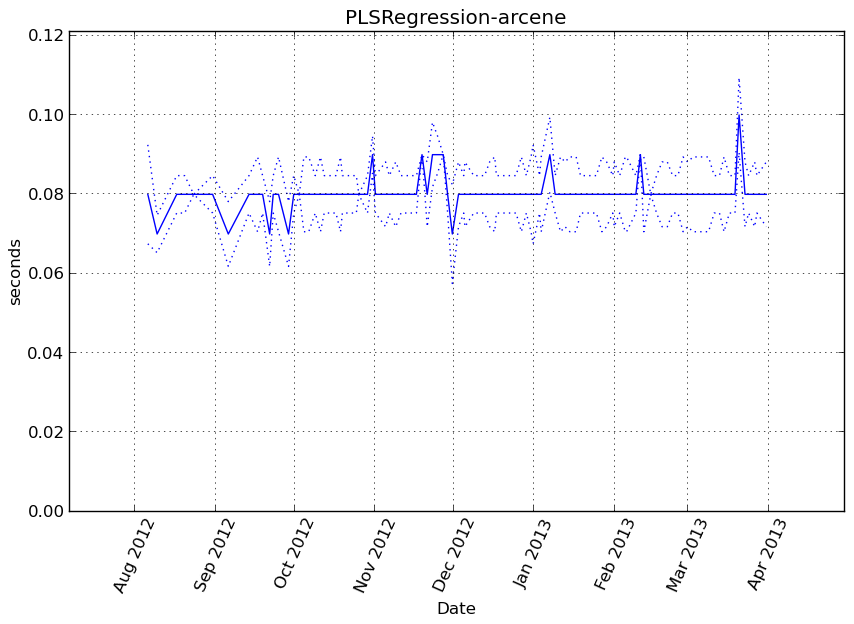 PLSRegression-arcene
0.12
0.10
0.08
0.06
0.04
0.02
0.00
seconds
Aug 2012
Sep 2012
Oct 2012
Nov 2012
Dec 2012
Jan 2013
Feb 2013
Mar 2013
Apr 2013
Date